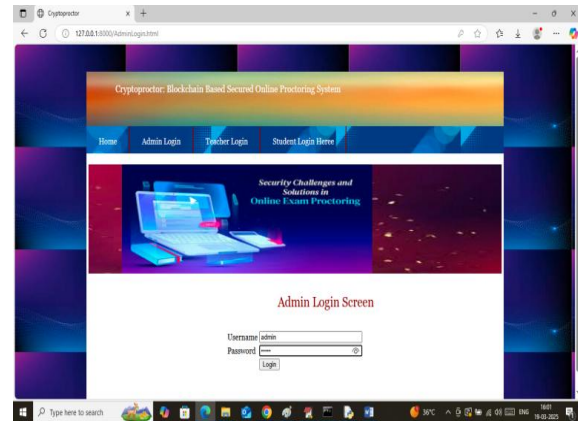 Cryptoproctor
127.0.0.1:8000/AdminLogin.html
Cryptoproctor: Blockchain Based Secured Online Proctoring System
Home Admin Login Teacher Login Student Login Heree
Security Challenges and
Solutions in
Online Exam Proctoring
Admin Login Screen
Username admin
Password •••••
Login
Type here to search
36°C ENG 16:01
19-03-2025